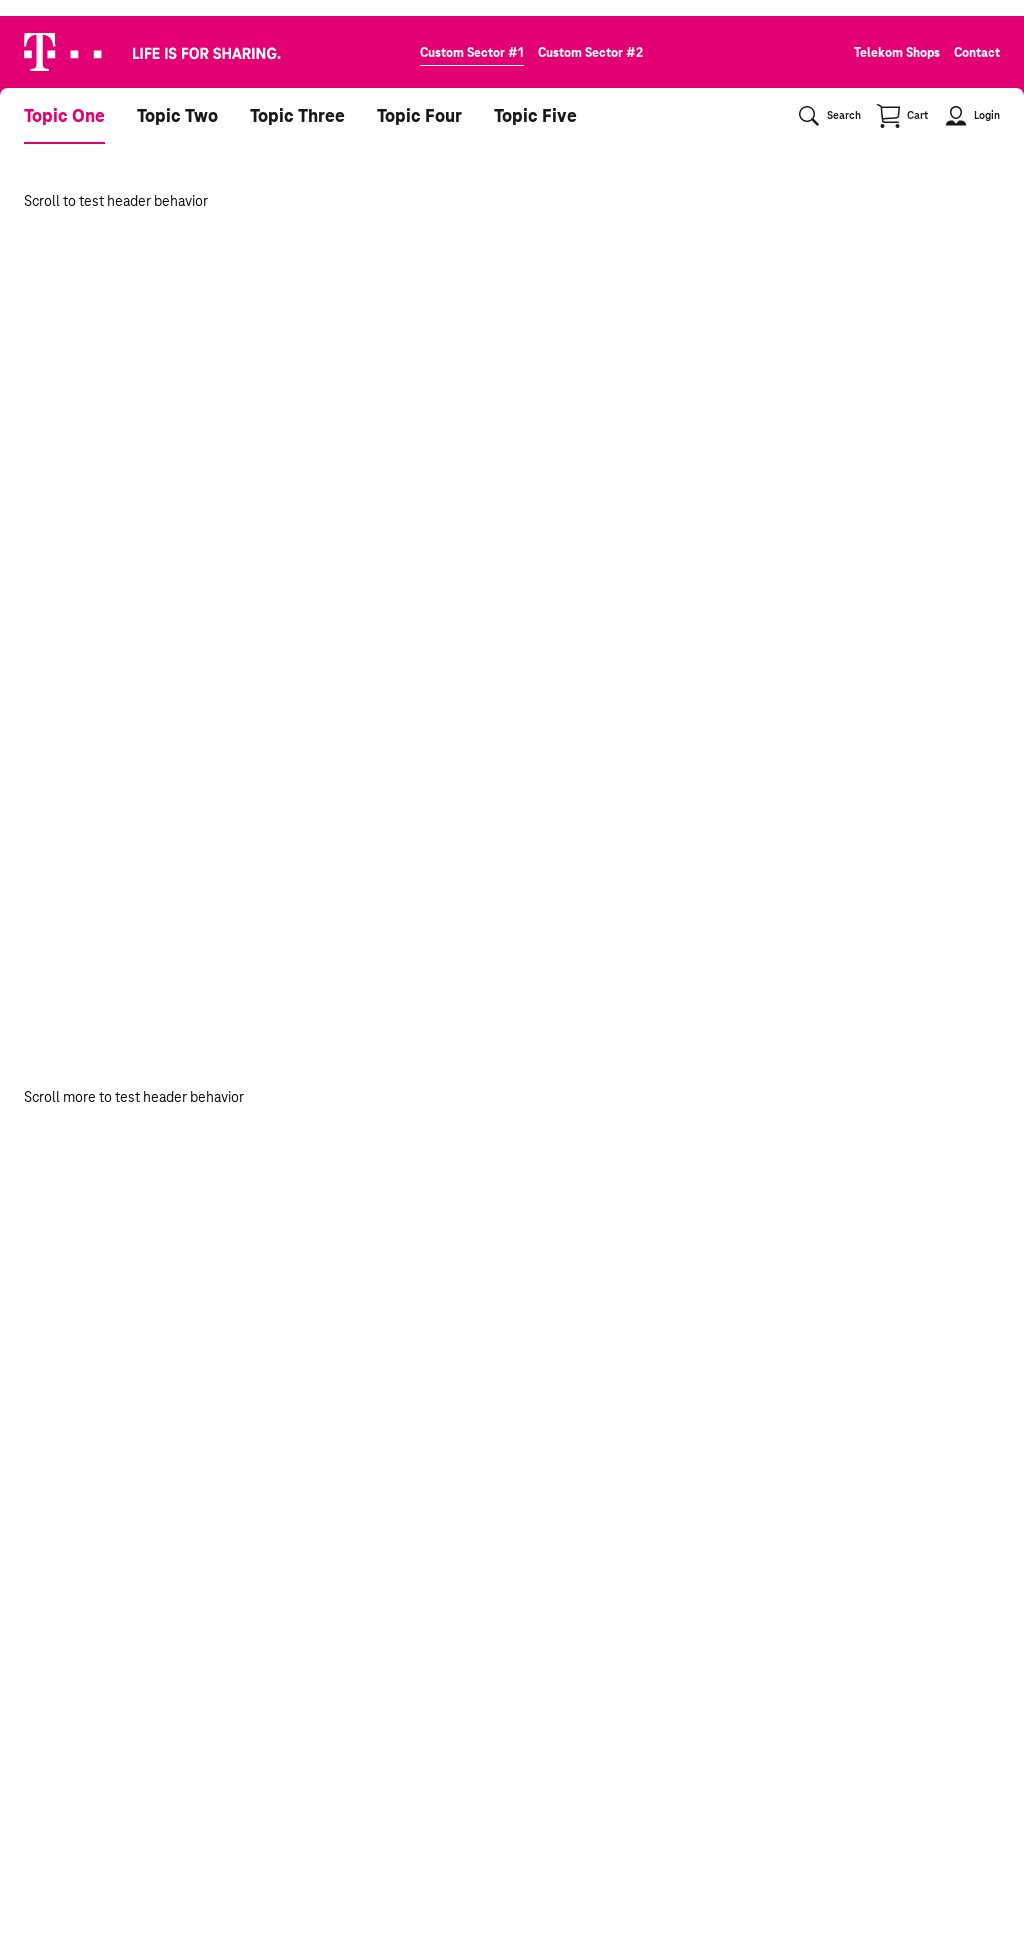 T
LIFE IS FOR SHARING.
Custom Sector #1
Custom Sector #2
Telekom Shops
Contact
Topic One
Topic Two
Topic Three
Topic Four
Topic Five
Search
Cart
Login
Scroll to test header behavior
Scroll more to test header behavior